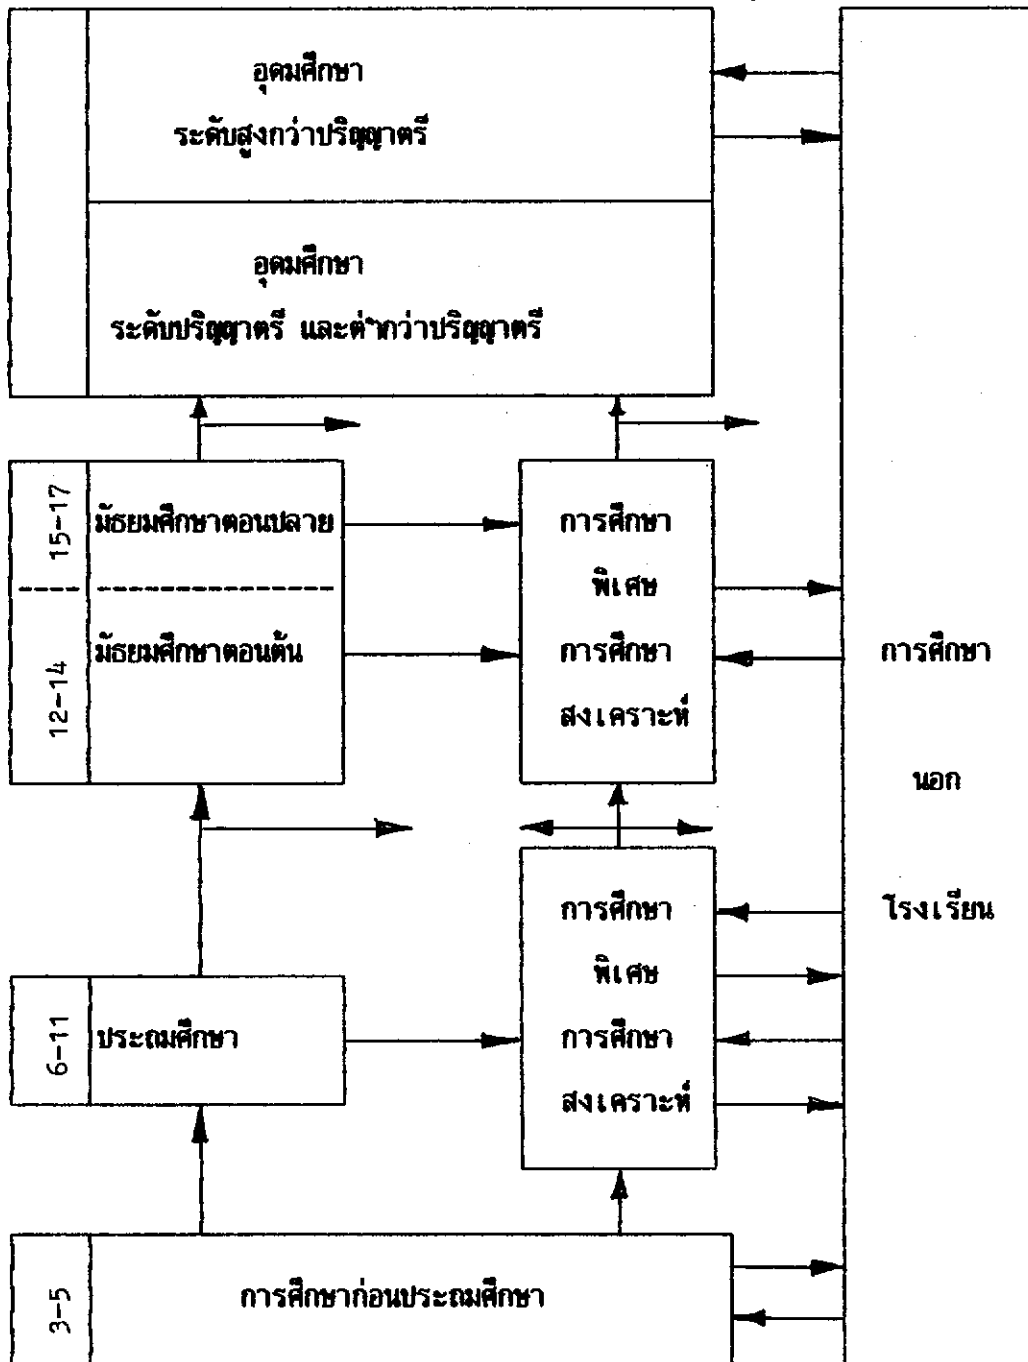 อุดมศึกษา
ระดับสูงกว่าปริญญาตรี
อุดมศึกษา
ระดับปริญญาตรี และต่ำกว่าปริญญาตรี
15-17
มัธยมศึกษาตอนปลาย
12-14
มัธยมศึกษาตอนต้น
การศึกษา
พิเศษ
การศึกษา
สงเคราะห์
6-11
ประถมศึกษา
การศึกษา
พิเศษ
การศึกษา
สงเคราะห์
3-5
การศึกษาก่อนประถมศึกษา
การศึกษา
นอก
โรงเรียน